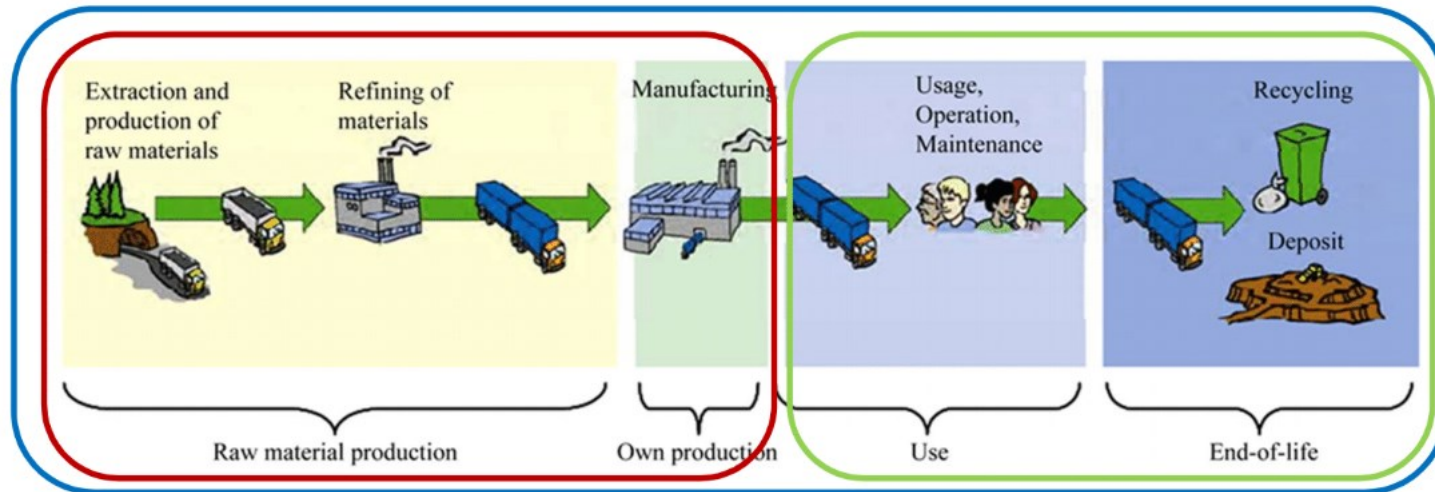 Extraction and
production of
raw materials
Refining of
materials
Manufacturing
Usage,
Operation,
Maintenance
Recycling
Deposit
Raw material production
Own production
Use
End-of-life